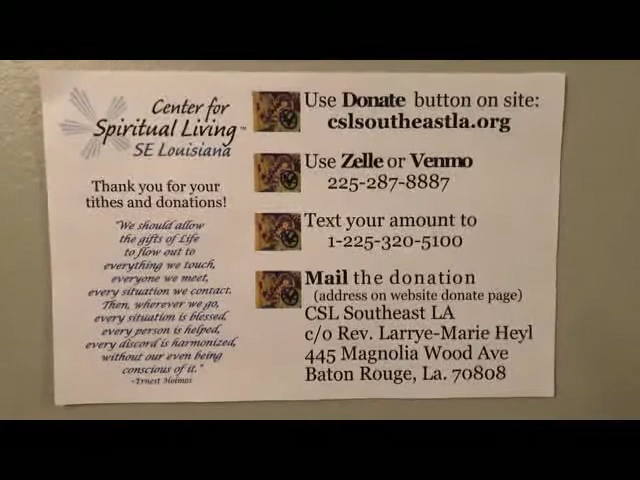 Center for
Spiritual Living™
SE Louisiana
Thank you for your
tithes and donations!
"We should allow
the gifts of Life
to flow out to
everything we touch,
everyone we meet,
every situation we contact.
Then, wherever we go,
every situation is blessed,
every person is helped,
every discord is harmonized,
without our even being
conscious of it."
~Ernest Holmes
Use Donate button on site:
cslsoutheastla.org
Use Zelle or Venmo
225-287-8887
Text your amount to
1-225-320-5100
Mail the donation
(address on website donate page)
CSL Southeast LA
c/o Rev. Larrye-Marie Heyl
445 Magnolia Wood Ave
Baton Rouge, La. 70808